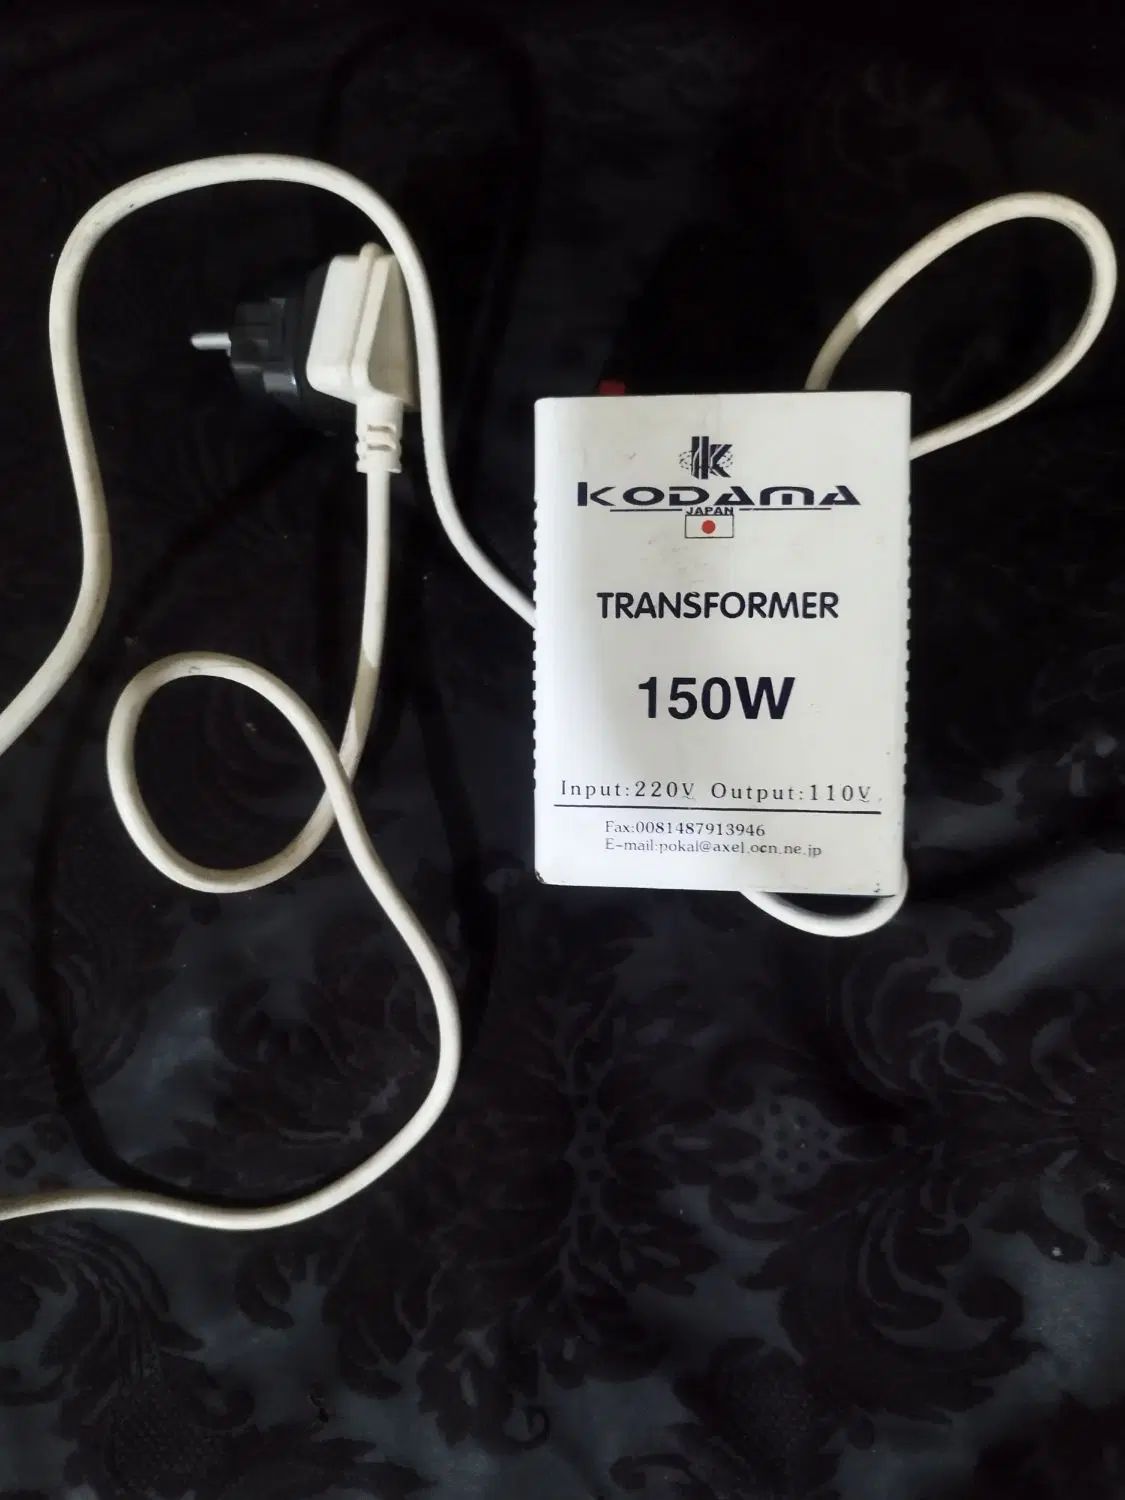 KODAMA
JAPAN
TRANSFORMER
150W
Input:220V Output:110V
Fax:0081487913946
E-mail:pokal@axel.ocn.ne.jp